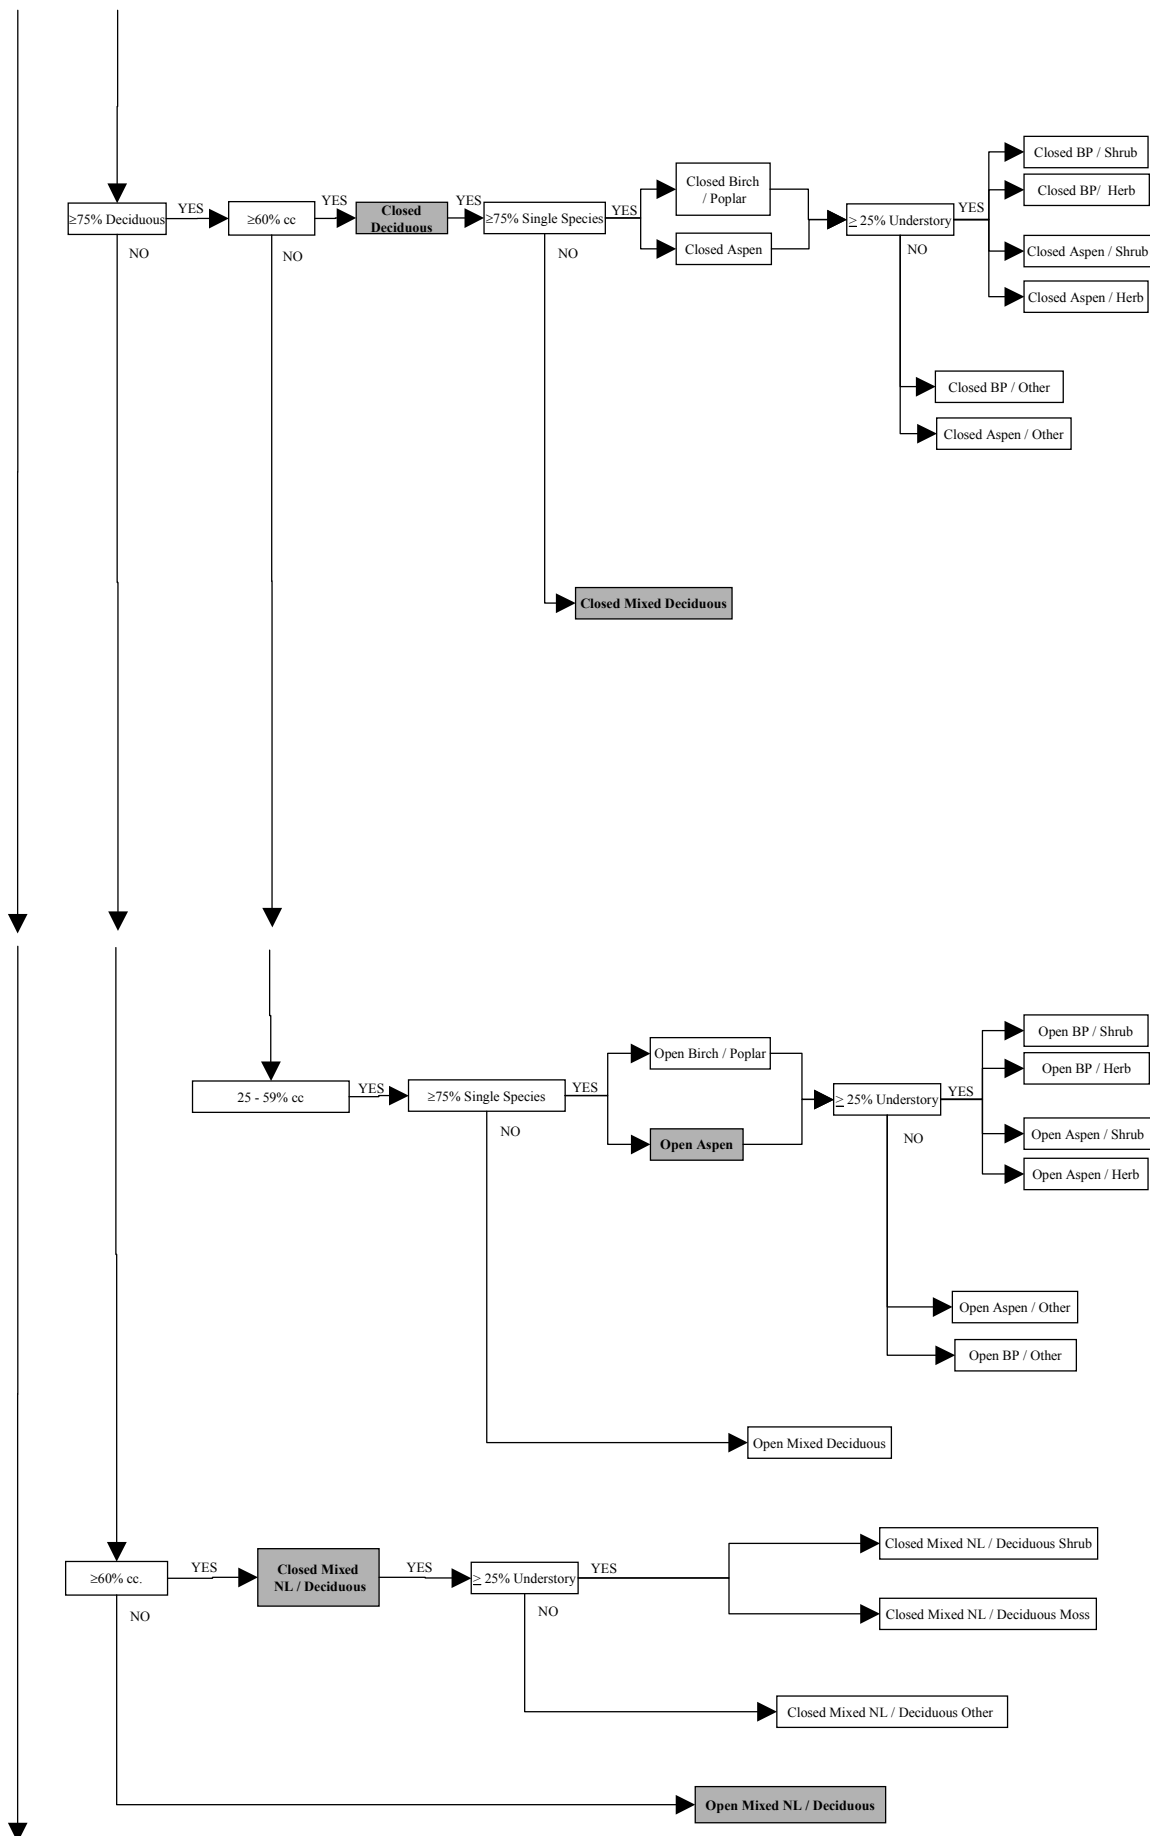 ≥75% Deciduous
YES
NO
≥60% cc
YES
NO
Closed
Deciduous
YES
≥75% Single Species
YES
NO
Closed Birch
/ Poplar
Closed Aspen
≥ 25% Understory
YES
NO
Closed BP / Shrub
Closed BP/ Herb
Closed Aspen / Shrub
Closed Aspen / Herb
Closed BP / Other
Closed Aspen / Other
Closed Mixed Deciduous
25 - 59% cc
YES
≥75% Single Species
YES
NO
Open Birch / Poplar
Open Aspen
≥ 25% Understory
YES
NO
Open BP / Shrub
Open BP / Herb
Open Aspen / Shrub
Open Aspen / Herb
Open Aspen / Other
Open BP / Other
Open Mixed Deciduous
≥60% cc.
YES
NO
Closed Mixed
NL / Deciduous
YES
≥ 25% Understory
YES
NO
Closed Mixed NL / Deciduous Shrub
Closed Mixed NL / Deciduous Moss
Closed Mixed NL / Deciduous Other
Open Mixed NL / Deciduous